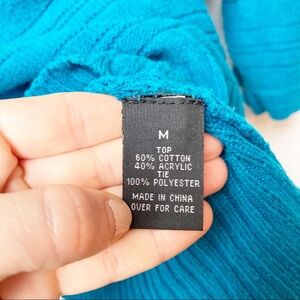 M
TOP
60% COTTON
40% ACRYLIC
TIE
100% POLYESTER
MADE IN CHINA
OVER FOR CARE